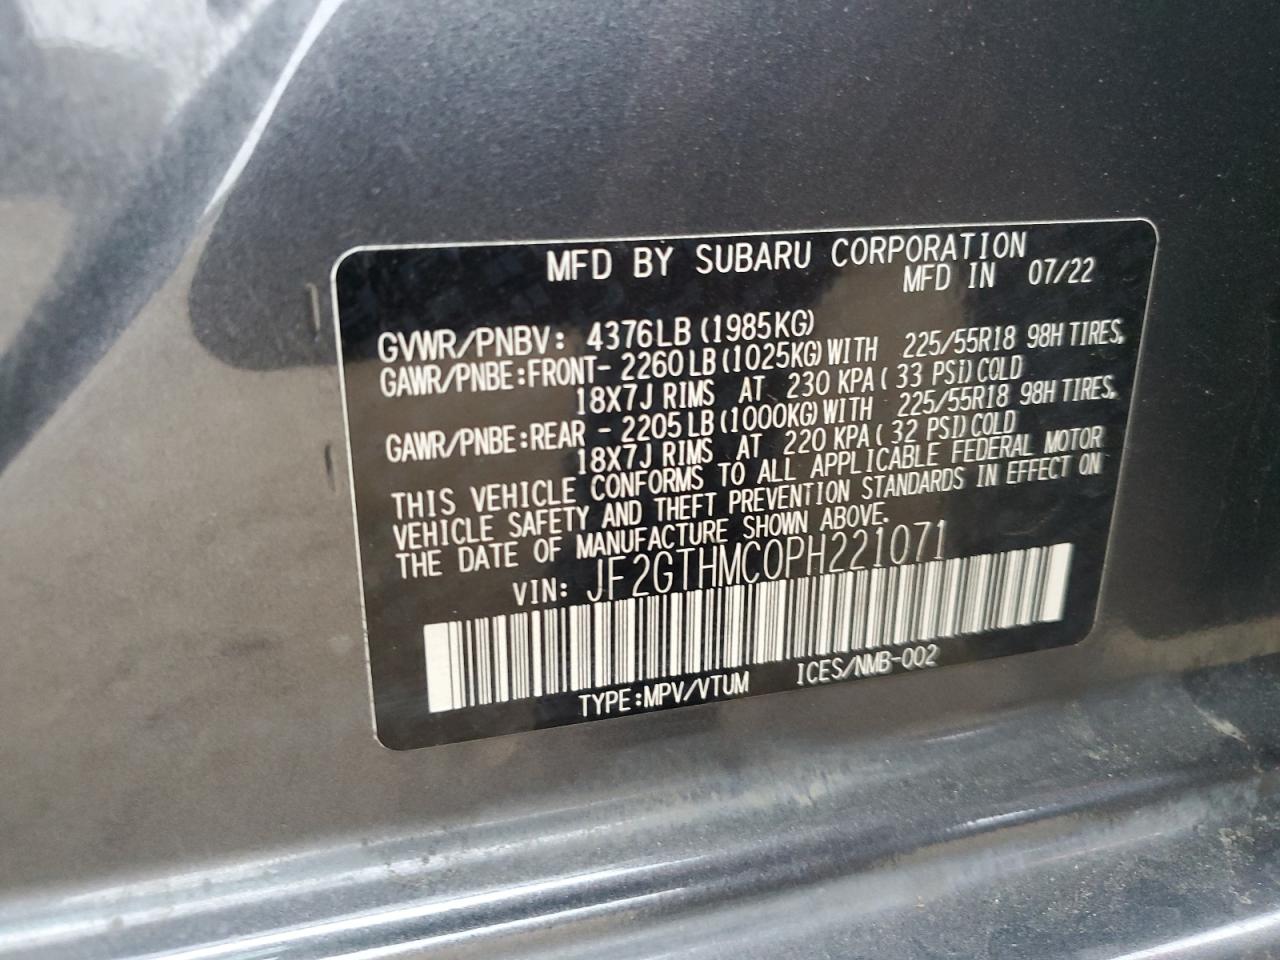 MFD BY SUBARU CORPORATION
MFD IN 07/22
GVWR/PNBV: 4376LB (1985KG)
GAWR/PNBE:FRONT- 2260LB (1025KG) WITH 225/55R18 98H TIRES,
18X7J RIMS AT 230 KPA( 33 PSI) COLD
GAWR/PNBE:REAR - 2205LB (1000KG) WITH 225/55R18 98H TIRES,
18X7J RIMS AT 220 KPA( 32 PSI) COLD
THIS VEHICLE CONFORMS TO ALL APPLICABLE FEDERAL MOTOR
VEHICLE SAFETY AND THEFT PREVENTION STANDARDS IN EFFECT ON
THE DATE OF MANUFACTURE SHOWN ABOVE.
VIN: JF2GTHMC0PH221071
TYPE:MPV/VTUM ICES/NMB-002